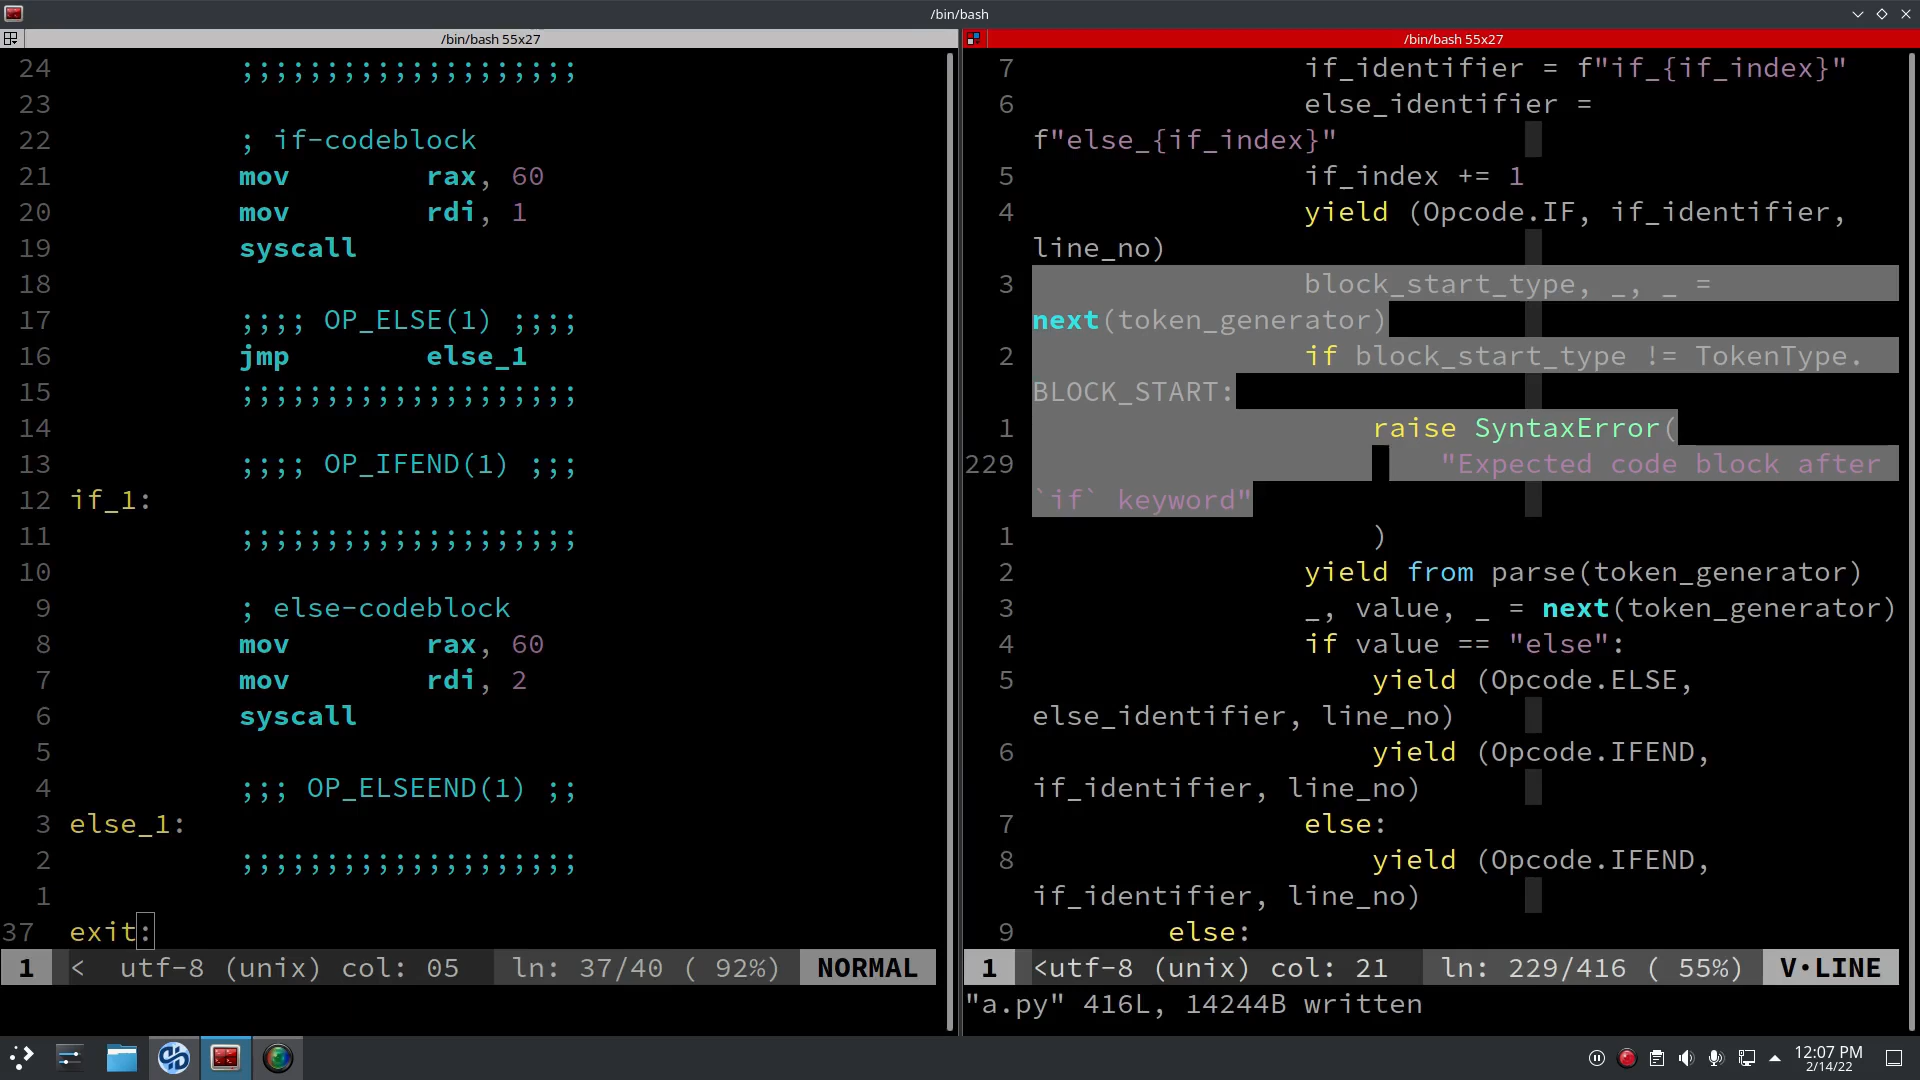 /bin/bash
/bin/bash 55x27
24 ;;;;;;;;;;;;;;;;;;;;
23
22 ; if-codeblock
21 mov rax, 60
20 mov rdi, 1
19 syscall
18
17 ;;;; OP_ELSE(1) ;;;;
16 jmp else_1
15 ;;;;;;;;;;;;;;;;;;;;
14
13 ;;;; OP_IFEND(1) ;;;
12 if_1:
11 ;;;;;;;;;;;;;;;;;;;;
10
9 ; else-codeblock
8 mov rax, 60
7 mov rdi, 2
6 syscall
5
4 ;;; OP_ELSEEND(1) ;;
3 else_1:
2 ;;;;;;;;;;;;;;;;;;;;
1
37 exit:
1 < utf-8 (unix) col: 05 ln: 37/40 ( 92%) NORMAL
/bin/bash 55x27
7 if_identifier = f"if_{if_index}"
6 else_identifier =
f"else_{if_index}"
5 if_index += 1
4 yield (Opcode.IF, if_identifier,
line_no)
3 block_start_type, _, _ =
next(token_generator)
2 if block_start_type != TokenType.
BLOCK_START:
1 raise SyntaxError(
229 "Expected code block after
`if` keyword"
1 )
2 yield from parse(token_generator)
3 _, value, _ = next(token_generator)
4 if value == "else":
5 yield (Opcode.ELSE,
else_identifier, line_no)
6 yield (Opcode.IFEND,
if_identifier, line_no)
7 else:
8 yield (Opcode.IFEND,
if_identifier, line_no)
9 else:
1 <utf-8 (unix) col: 21 ln: 229/416 ( 55%) V·LINE
"a.py" 416L, 14244B written
12:07 PM
2/14/22